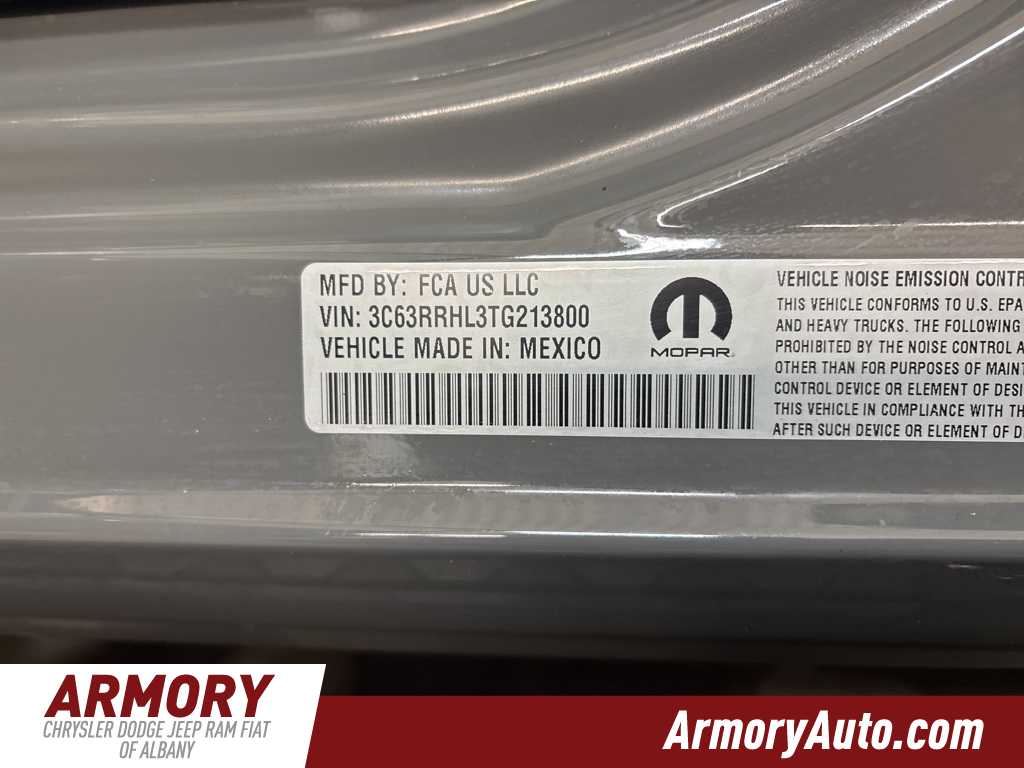 MFD BY: FCA US LLC
VIN: 3C63RRHL3TG213800
VEHICLE MADE IN: MEXICO
MOPAR
VEHICLE NOISE EMISSION CONTR
THIS VEHICLE CONFORMS TO U.S. EPA
AND HEAVY TRUCKS. THE FOLLOWING
PROHIBITED BY THE NOISE CONTROL A
OTHER THAN FOR PURPOSES OF MAINT
CONTROL DEVICE OR ELEMENT OF DESI
THIS VEHICLE IN COMPLIANCE WITH TH
AFTER SUCH DEVICE OR ELEMENT OF D
ARMORY
CHRYSLER DODGE JEEP RAM FIAT
OF ALBANY
ArmoryAuto.com